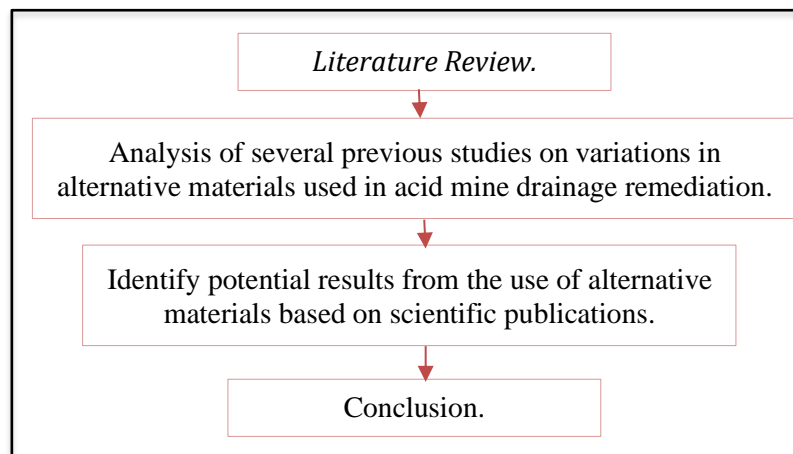 Literature Review.
Analysis of several previous studies on variations in
alternative materials used in acid mine drainage remediation.
Identify potential results from the use of alternative
materials based on scientific publications.
Conclusion.